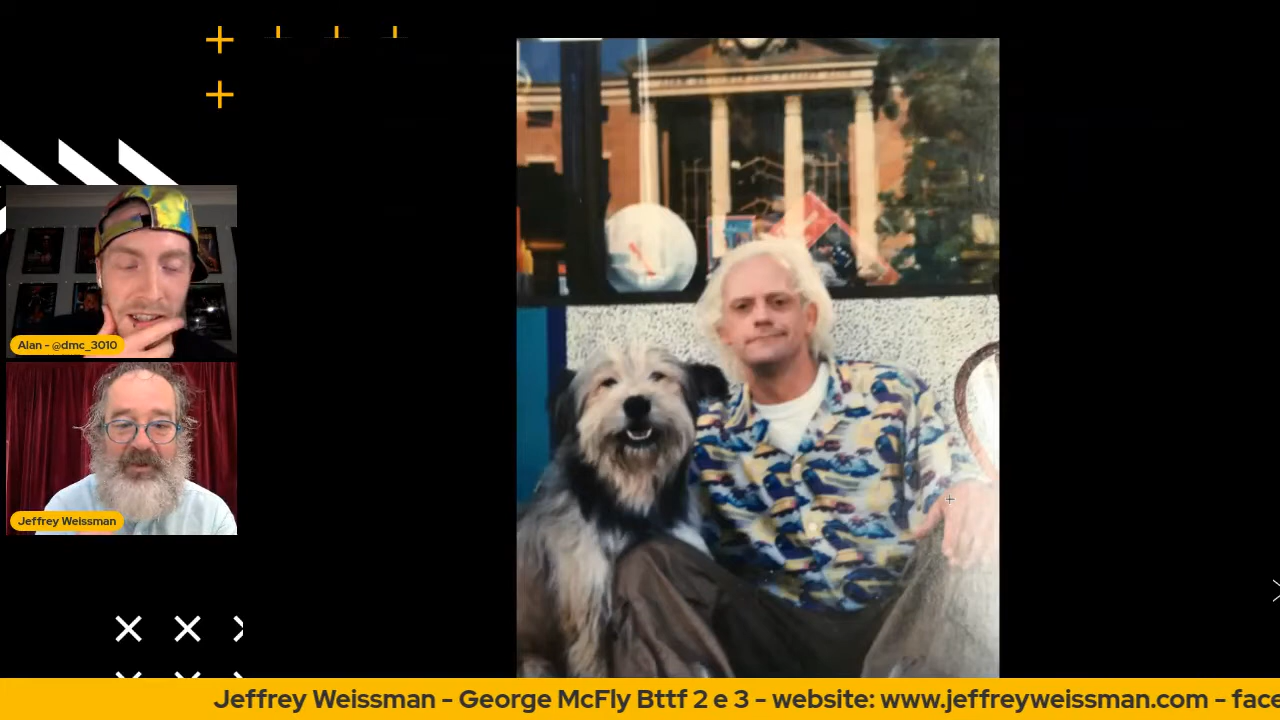 Alan - @dmc_3010
Jeffrey Weissman
Jeffrey Weissman - George McFly Bttf 2 e 3 - website: www.jeffreyweissman.com - face